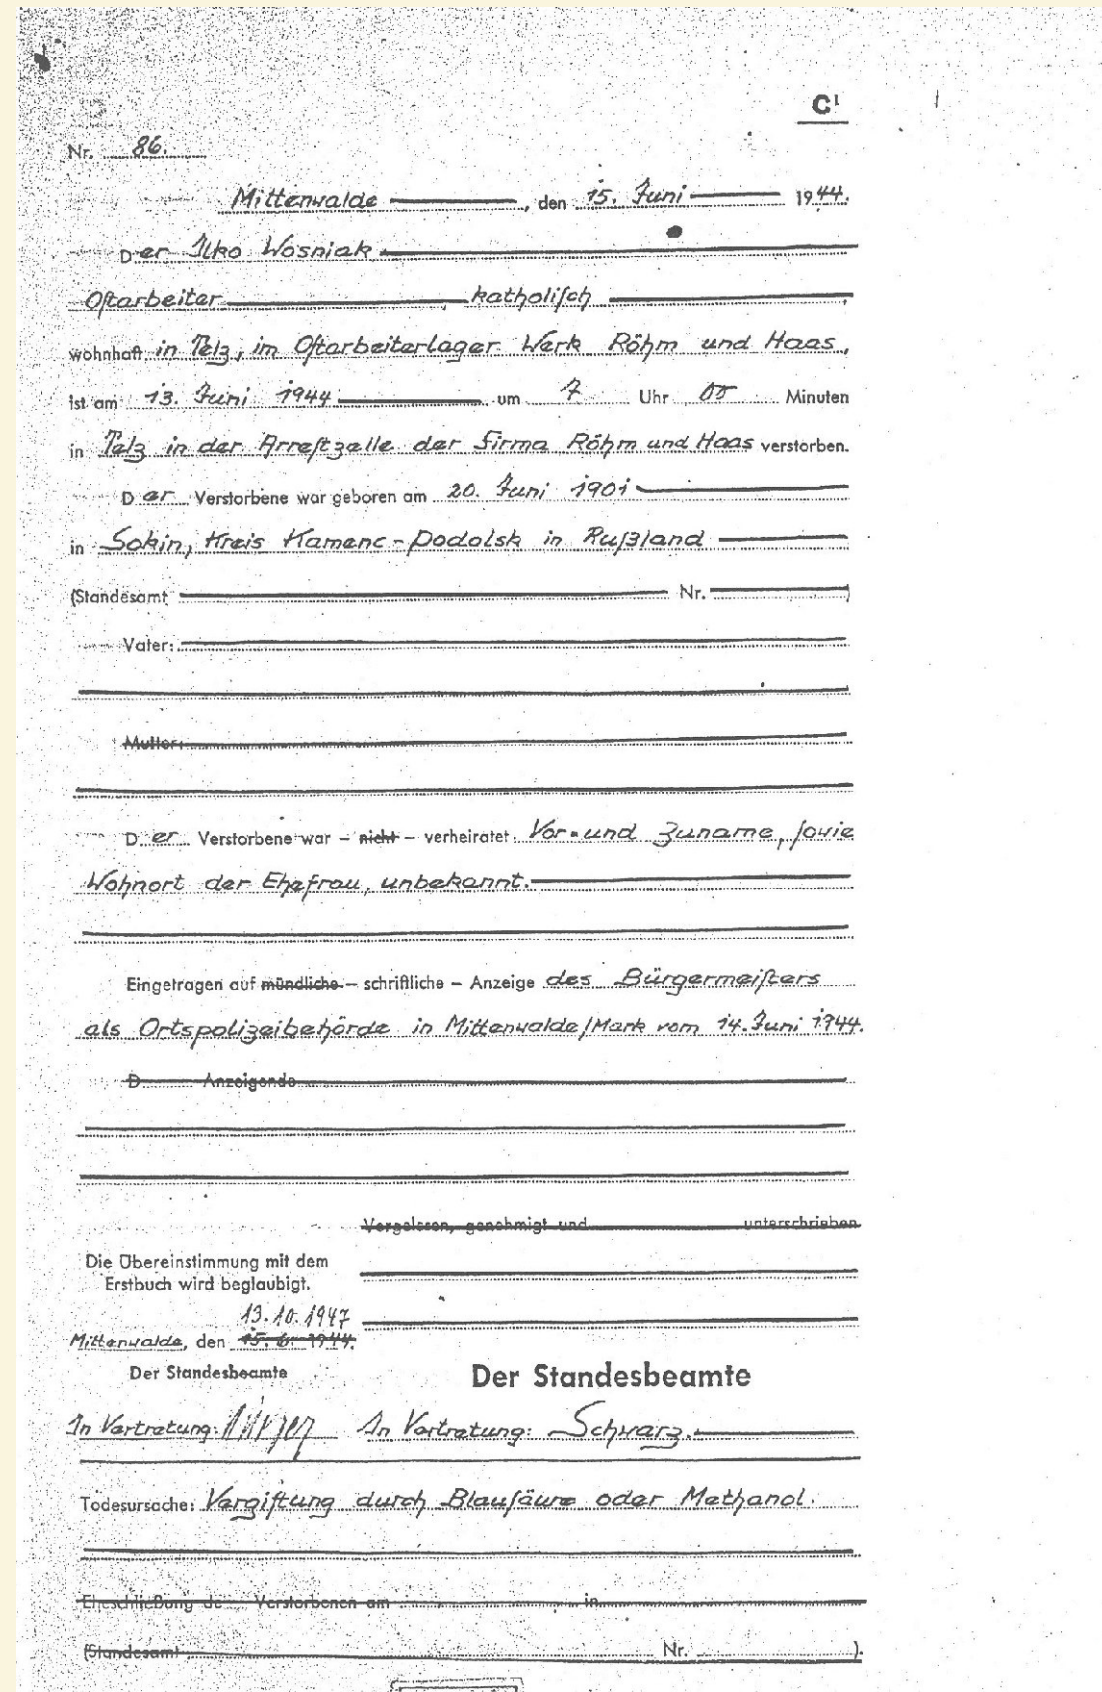 C1
Nr. 86.
Mittenwalde, den 15. Juni 1944.
Der Ilko Wosniak
Ostarbeiter, katholisch,
wohnhaft in Telz, im Ostarbeiterlager Werk Röhm und Haas,
ist am 13. Juni 1944 um 7 Uhr 00 Minuten
in Telz in der Arrestzelle der Firma Röhm und Haas verstorben.
Der Verstorbene war geboren am 20. Juni 1901
in Sokin, Kreis Kamenc-Podolsk in Rußland
(Standesamt Nr. )
Vater:
Mutter:
Der Verstorbene war – nicht – verheiratet Vor- und Zuname, sowie
Wohnort der Ehefrau, unbekannt.
Eingetragen auf mündliche – schriftliche – Anzeige des Bürgermeisters
als Ortspolizeibehörde in Mittenwalde/Mark vom 14. Juni 1944.
D Anzeigende
Vorgelesen, genehmigt und unterschrieben
Die Übereinstimmung mit dem
Erstbuch wird beglaubigt.
13.10.1947
Mittenwalde, den 15. 6. 1944.
Der Standesbeamte Der Standesbeamte
In Vertretung: In Vertretung: Schwarz.
Todesursache: Vergiftung durch Blausäure oder Methanol.
Eheschließung de Verstorbenen am in
(Standesamt Nr. ).